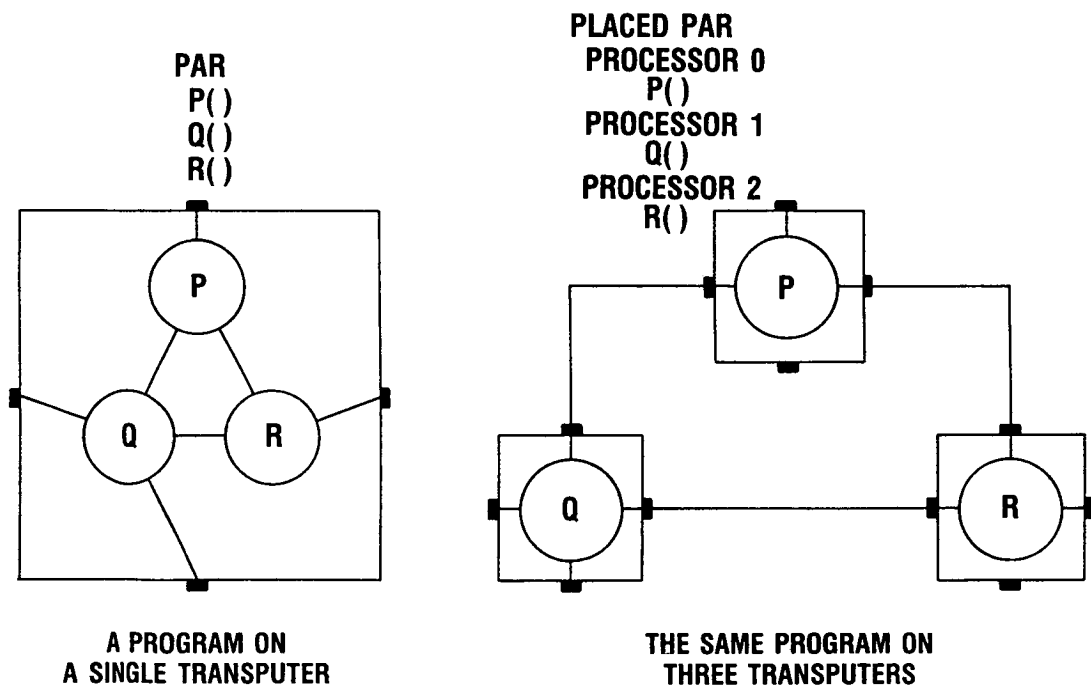 PAR
P( )
Q( )
R( )
P
Q
R
A PROGRAM ON
A SINGLE TRANSPUTER
PLACED PAR
PROCESSOR 0
P( )
PROCESSOR 1
Q( )
PROCESSOR 2
R( )
P
Q
R
THE SAME PROGRAM ON
THREE TRANSPUTERS